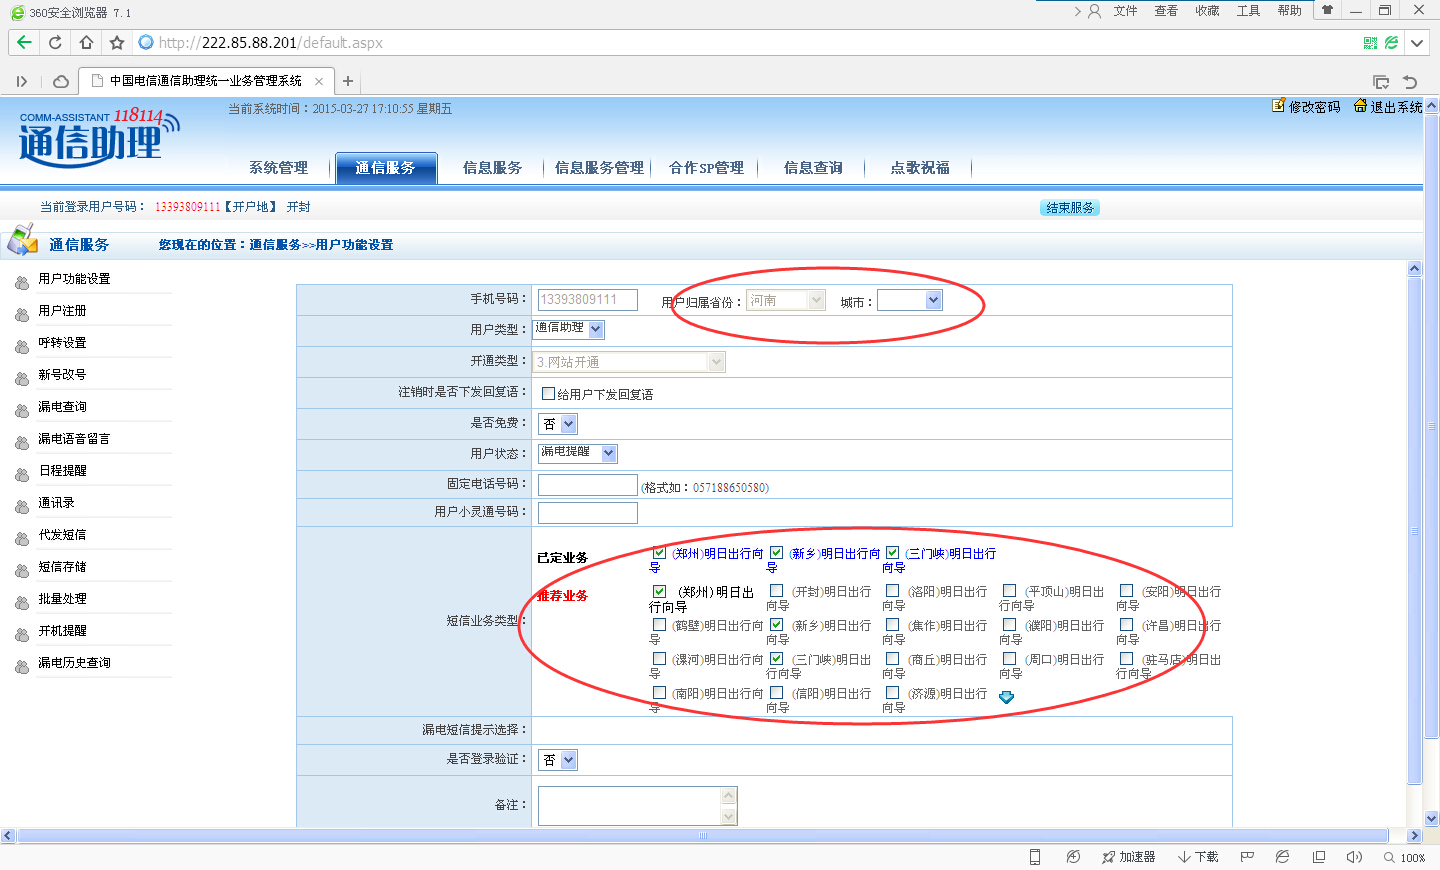 360安全浏览器 7.1
文件 查看 收藏 工具 帮助
http://222.85.88.201/default.aspx
中国电信通信助理统一业务管理系统
COMM-ASSISTANT 118114
通信助理
当前系统时间：2015-03-27 17:10:55 星期五
修改密码 退出系统
系统管理 通信服务 信息服务 信息服务管理 合作SP管理 信息查询 点歌祝福
当前登录用户号码： 13393809111【开户地】 开封
结束服务
通信服务
您现在的位置：通信服务>>用户功能设置
用户功能设置
用户注册
呼转设置
新号改号
漏电查询
漏电语音留言
日程提醒
通讯录
代发短信
短信存储
批量处理
开机提醒
漏电历史查询
手机号码： 13393809111 用户归属省份： 河南 城市：
用户类型： 通信助理
开通类型： 3.网站开通
注销时是否下发回复语： 给用户下发回复语
是否免费： 否
用户状态： 漏电提醒
固定电话号码： (格式如：057188650580)
用户小灵通号码：
短信业务类型：
已定业务 (郑州)明日出行向导 (新乡)明日出行向导 (三门峡)明日出行向导
推荐业务 (郑州)明日出行向导 (开封)明日出行向导 (洛阳)明日出行向导 (平顶山)明日出行向导 (安阳)明日出行向导
(鹤壁)明日出行向导 (新乡)明日出行向导 (焦作)明日出行向导 (濮阳)明日出行向导 (许昌)明日出行向导
(漯河)明日出行向导 (三门峡)明日出行向导 (商丘)明日出行向导 (周口)明日出行向导 (驻马店)明日出行向导
(南阳)明日出行向导 (信阳)明日出行向导 (济源)明日出行向导
漏电短信提示选择：
是否登录验证： 否
备注：
加速器 下载 100%